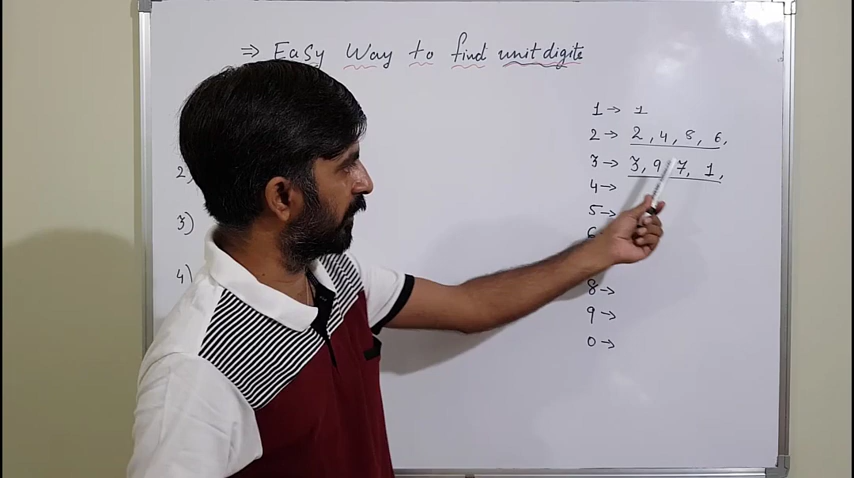 ⇒ Easy Way to find unit digits
1 → 1
2 → 2, 4, 8, 6,
2)
3 → 3, 9, 7, 1,
4 →
5 →
3)
6
4)
8 →
9 →
0 →